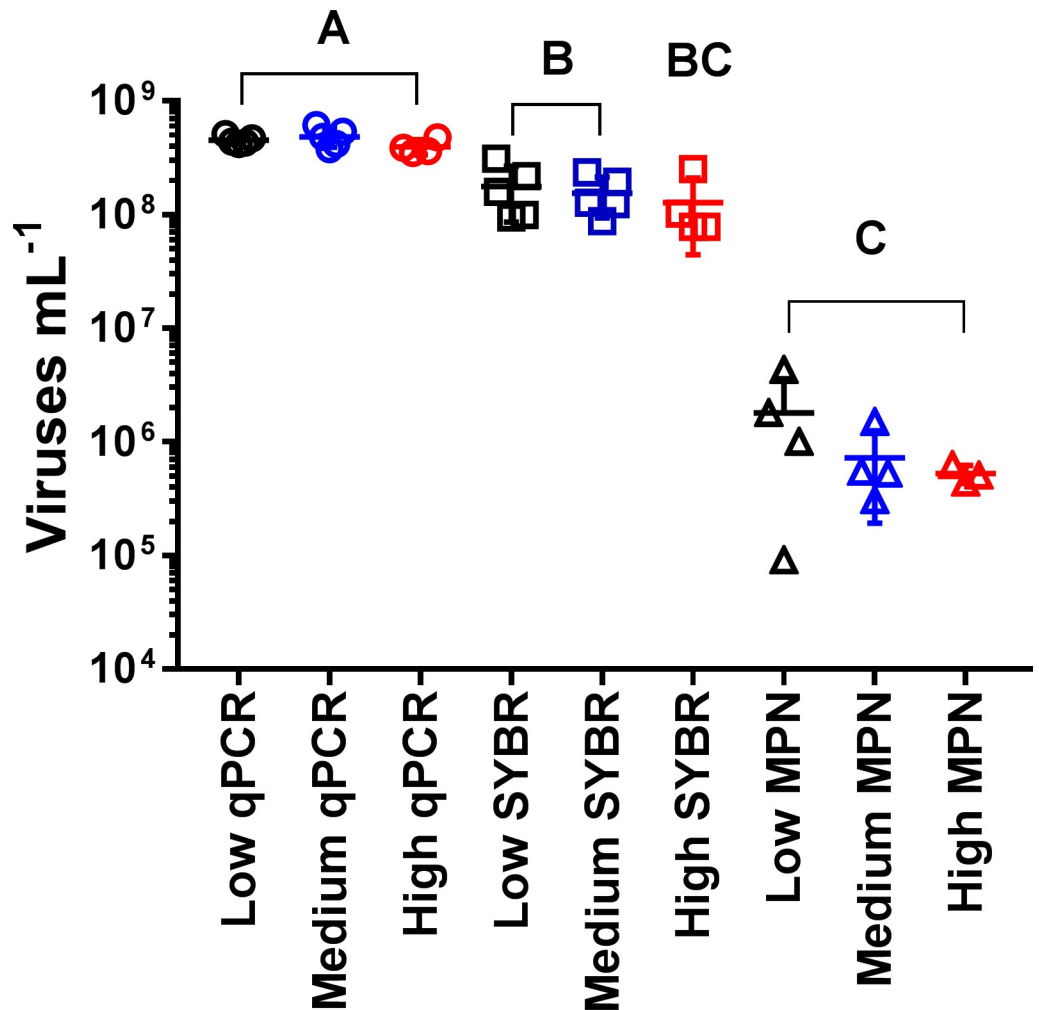 A
B
BC
C
Viruses mL⁻¹
10⁹
10⁸
10⁷
10⁶
10⁵
10⁴
Low qPCR
Medium qPCR
High qPCR
Low SYBR
Medium SYBR
High SYBR
Low MPN
Medium MPN
High MPN